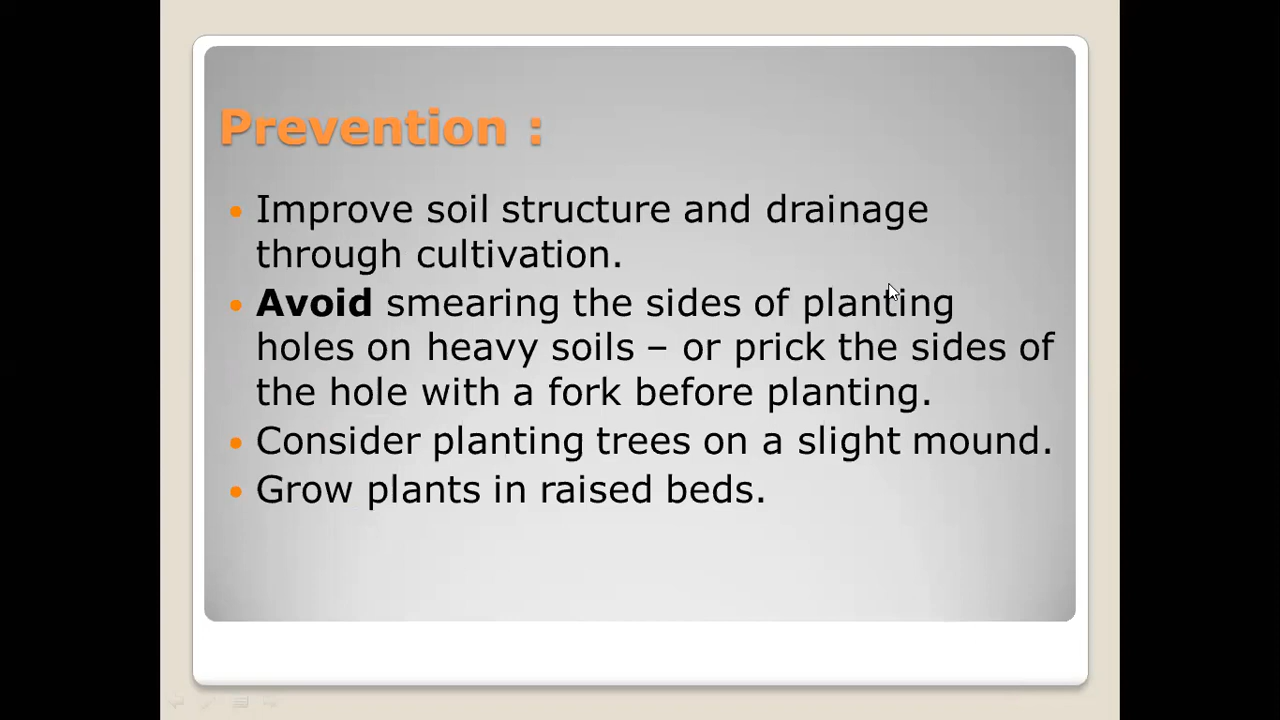 Prevention :
• Improve soil structure and drainage
through cultivation.
• Avoid smearing the sides of planting
holes on heavy soils – or prick the sides of
the hole with a fork before planting.
• Consider planting trees on a slight mound.
• Grow plants in raised beds.